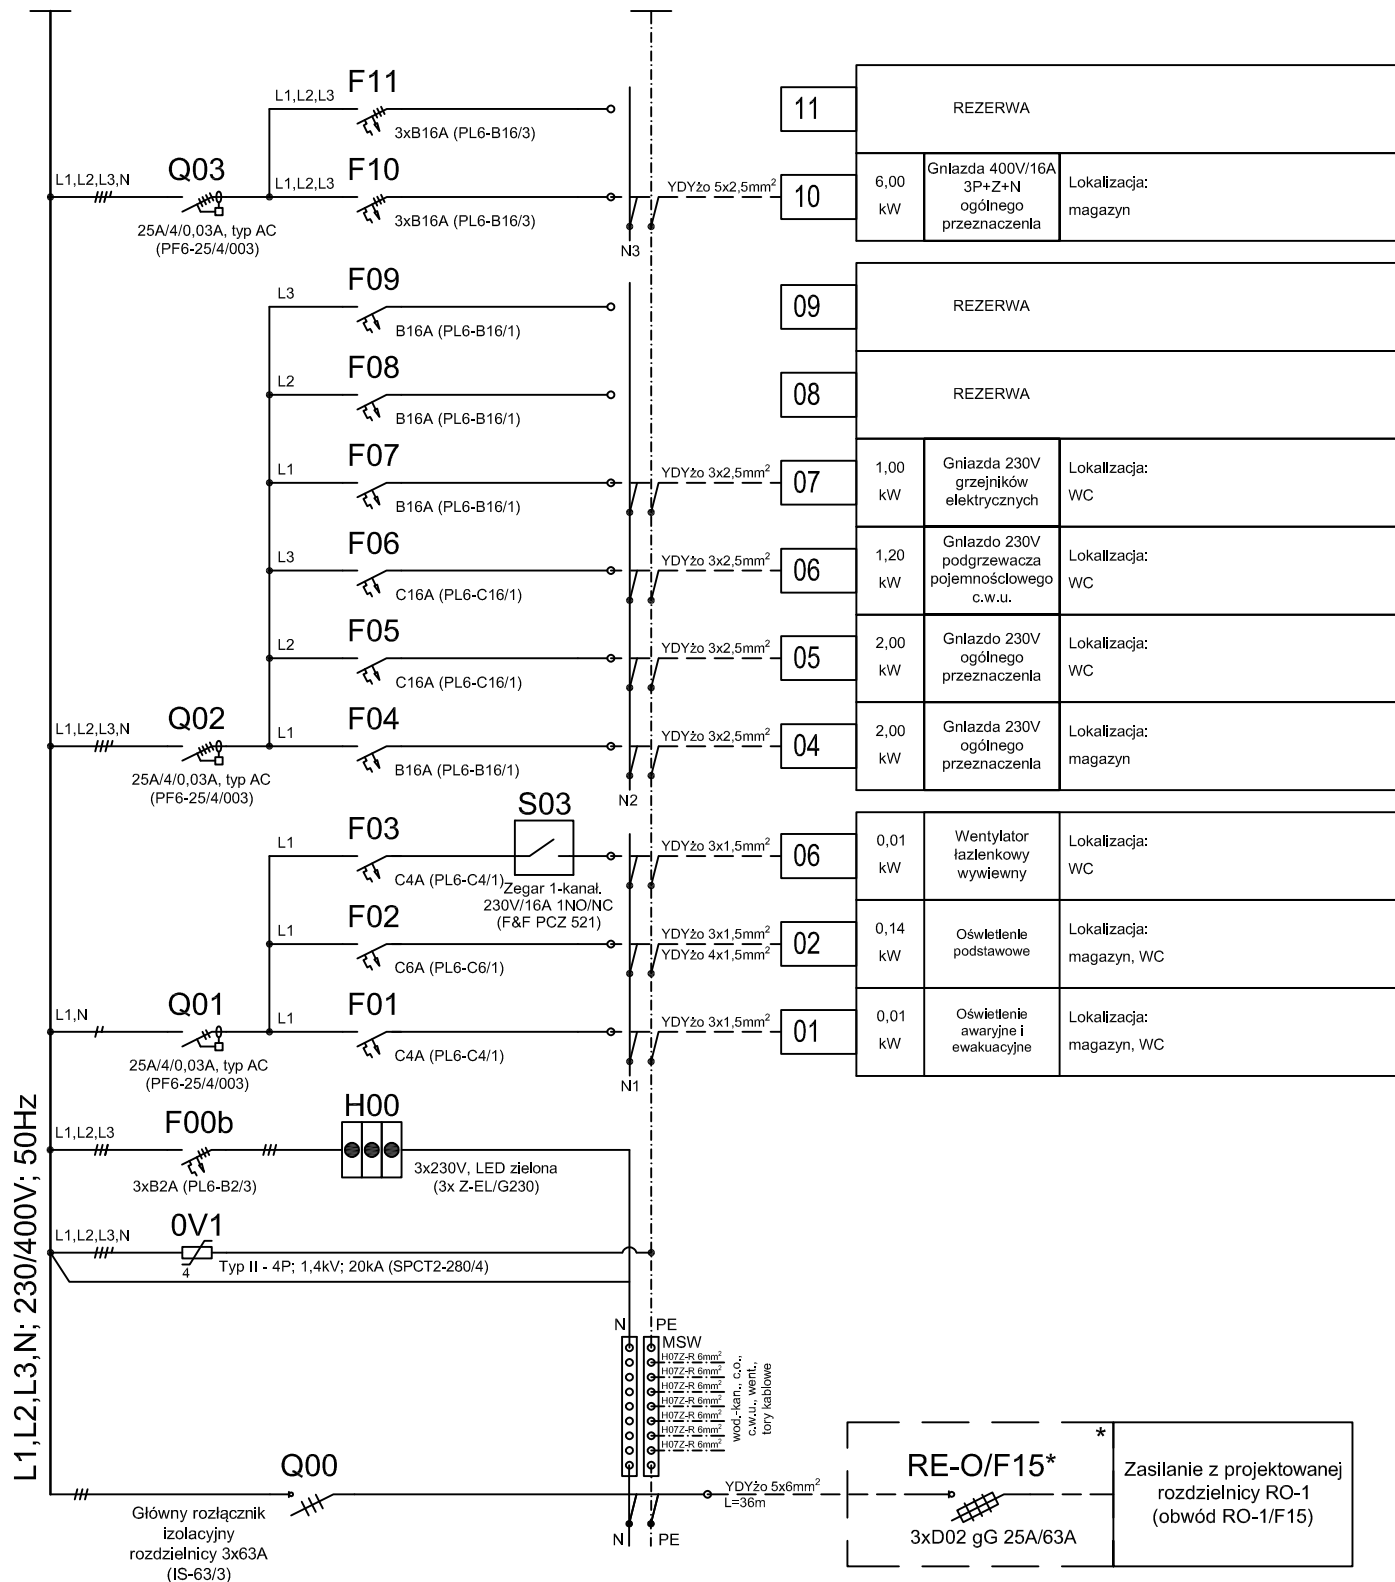 F11
L1,L2,L3
3xB16A (PL6-B16/3)
11
REZERWA
Q03
L1,L2,L3,N
25A/4/0,03A, typ AC
(PF6-25/4/003)
F10
L1,L2,L3
3xB16A (PL6-B16/3)
N3
YDYżo 5x2,5mm²
10
6,00
kW
Gniazda 400V/16A
3P+Z+N
ogólnego
przeznaczenia
Lokalizacja:
magazyn
F09
L3
B16A (PL6-B16/1)
09
REZERWA
F08
L2
B16A (PL6-B16/1)
08
REZERWA
F07
L1
B16A (PL6-B16/1)
YDYżo 3x2,5mm²
07
1,00
kW
Gniazda 230V
grzejników
elektrycznych
Lokalizacja:
WC
F06
L3
C16A (PL6-C16/1)
YDYżo 3x2,5mm²
06
1,20
kW
Gniazdo 230V
podgrzewacza
pojemnościowego
c.w.u.
Lokalizacja:
WC
F05
L2
C16A (PL6-C16/1)
YDYżo 3x2,5mm²
05
2,00
kW
Gniazdo 230V
ogólnego
przeznaczenia
Lokalizacja:
WC
Q02
L1,L2,L3,N
25A/4/0,03A, typ AC
(PF6-25/4/003)
F04
L1
B16A (PL6-B16/1)
N2
YDYżo 3x2,5mm²
04
2,00
kW
Gniazda 230V
ogólnego
przeznaczenia
Lokalizacja:
magazyn
F03
L1
C4A (PL6-C4/1)
S03
Zegar 1-kanał.
230V/16A 1NO/NC
(F&F PCZ 521)
YDYżo 3x1,5mm²
06
0,01
kW
Wentylator
łazienkowy
wywiewny
Lokalizacja:
WC
F02
L1
C6A (PL6-C6/1)
YDYżo 3x1,5mm²
YDYżo 4x1,5mm²
02
0,14
kW
Oświetlenie
podstawowe
Lokalizacja:
magazyn, WC
Q01
L1,N
25A/4/0,03A, typ AC
(PF6-25/4/003)
F01
L1
C4A (PL6-C4/1)
N1
YDYżo 3x1,5mm²
01
0,01
kW
Oświetlenie
awaryjne i
ewakuacyjne
Lokalizacja:
magazyn, WC
L1,L2,L3,N; 230/400V; 50Hz
F00b
L1,L2,L3
3xB2A (PL6-B2/3)
H00
3x230V, LED zielona
(3x Z-EL/G230)
0V1
L1,L2,L3,N
4
Typ II - 4P; 1,4kV; 20kA (SPCT2-280/4)
N
PE
MSW
H07Z-R 6mm²
H07Z-R 6mm²
H07Z-R 6mm²
H07Z-R 6mm²
H07Z-R 6mm²
H07Z-R 6mm²
H07Z-R 6mm²
wod.-kan., c.o.,
c.w.u., went.,
tory kablowe
Q00
Główny rozłącznik
izolacyjny
rozdzielnicy 3x63A
(IS-63/3)
N
PE
YDYżo 5x6mm²
L=36m
*
RE-O/F15*
3xD02 gG 25A/63A
Zasilanie z projektowanej
rozdzielnicy RO-1
(obwód RO-1/F15)